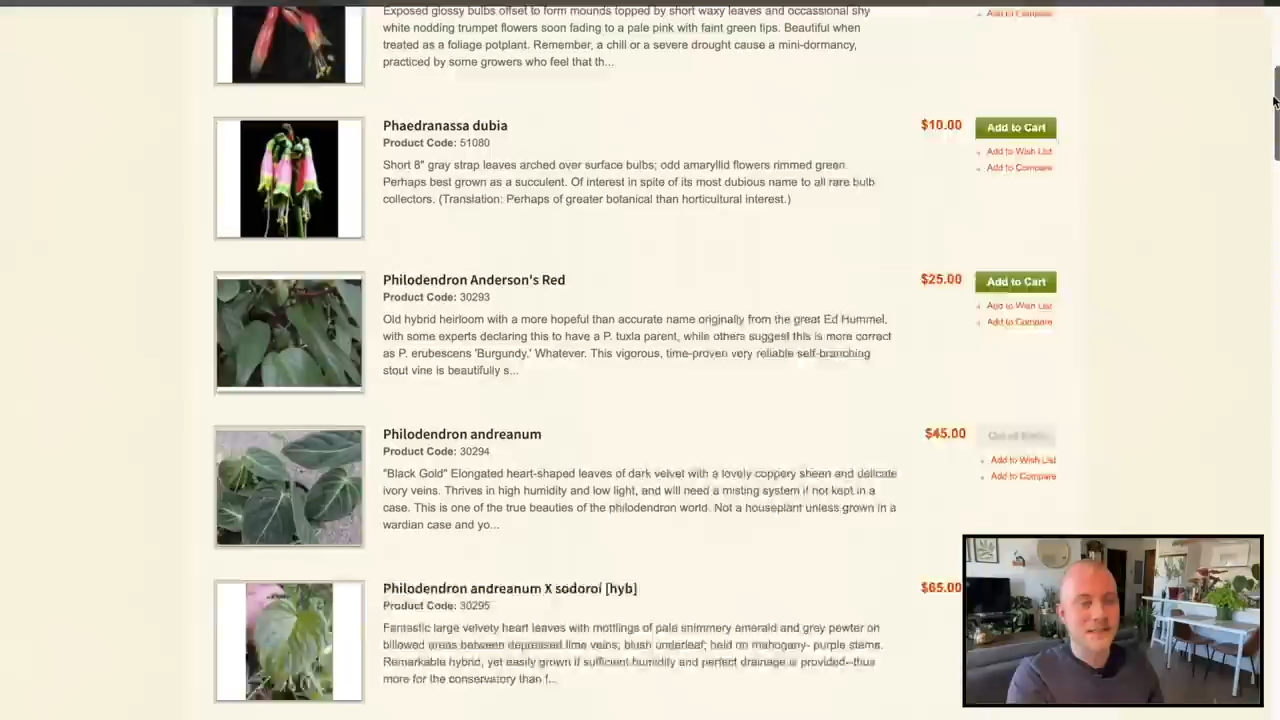 Exposed glossy bulbs offset to form mounds topped by short waxy leaves and occassional shy
white nodding trumpet flowers soon fading to a pale pink with faint green tips. Beautiful when
treated as a foliage potplant. Remember, a chill or a severe drought cause a mini-dormancy,
practiced by some growers who feel that th...
Add to Compare
Phaedranassa dubia
Product Code: 51080
Short 8" gray strap leaves arched over surface bulbs; odd amaryllid flowers rimmed green.
Perhaps best grown as a succulent. Of interest in spite of its most dubious name to all rare bulb
collectors. (Translation: Perhaps of greater botanical than horticultural interest.)
$10.00
Add to Cart
Add to Wish List
Add to Compare
Philodendron Anderson's Red
Product Code: 30293
Old hybrid heirloom with a more hopeful than accurate name originally from the great Ed Hummel,
with some experts declaring this to have a P. tuxla parent, while others suggest this is more correct
as P. erubescens 'Burgundy.' Whatever. This vigorous, time-proven very reliable self-branching
stout vine is beautifully s...
$25.00
Add to Cart
Add to Wish List
Add to Compare
Philodendron andreanum
Product Code: 30294
"Black Gold" Elongated heart-shaped leaves of dark velvet with a lovely coppery sheen and delicate
ivory veins. Thrives in high humidity and low light, and will need a misting system if not kept in a
case. This is one of the true beauties of the philodendron world. Not a houseplant unless grown in a
wardian case and yo...
$45.00
Out of Stock
Add to Wish List
Add to Compare
Philodendron andreanum X sodoroi [hyb]
Product Code: 30295
Fantastic large velvety heart leaves with mottlings of pale shimmery emerald and grey pewter on
billowed areas between depressed lime veins; blush underleaf; held on mahogany- purple stems.
Remarkable hybrid, yet easily grown if sufficient humidity and perfect drainage is provided--thus
more for the conservatory than f...
$65.00